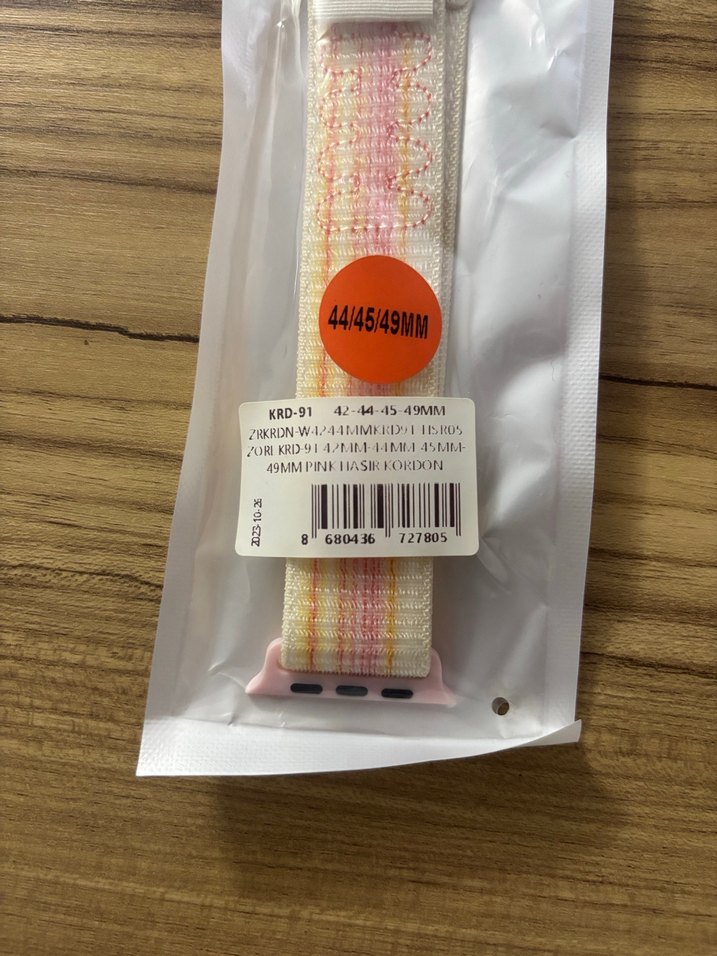 44/45/49MM
KRD-91 42-44-45-49MM
ZRKRDN-W4244MMKRD91-HSR05
ZORE KRD-91 42MM-44MM-45MM-
49MM PINK HASIR KORDON
2023-10-26
8 680436 727805